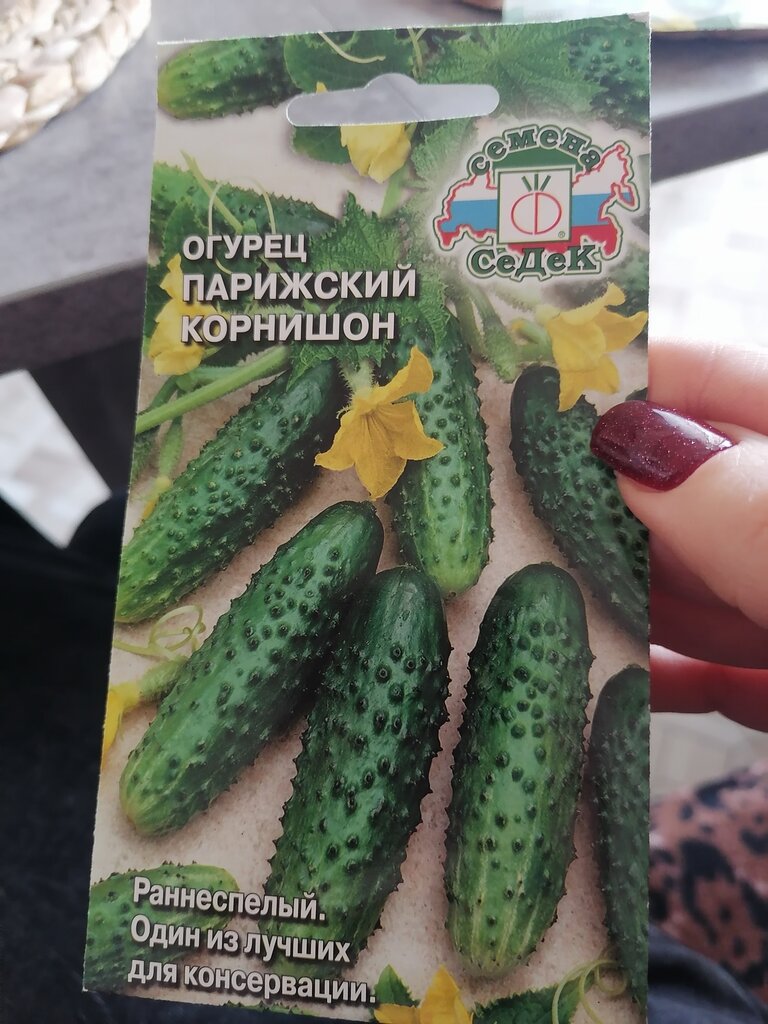 семена
СеДеК
®
ОГУРЕЦ
ПАРИЖСКИЙ
КОРНИШОН
Раннеспелый.
Один из лучших
для консервации.